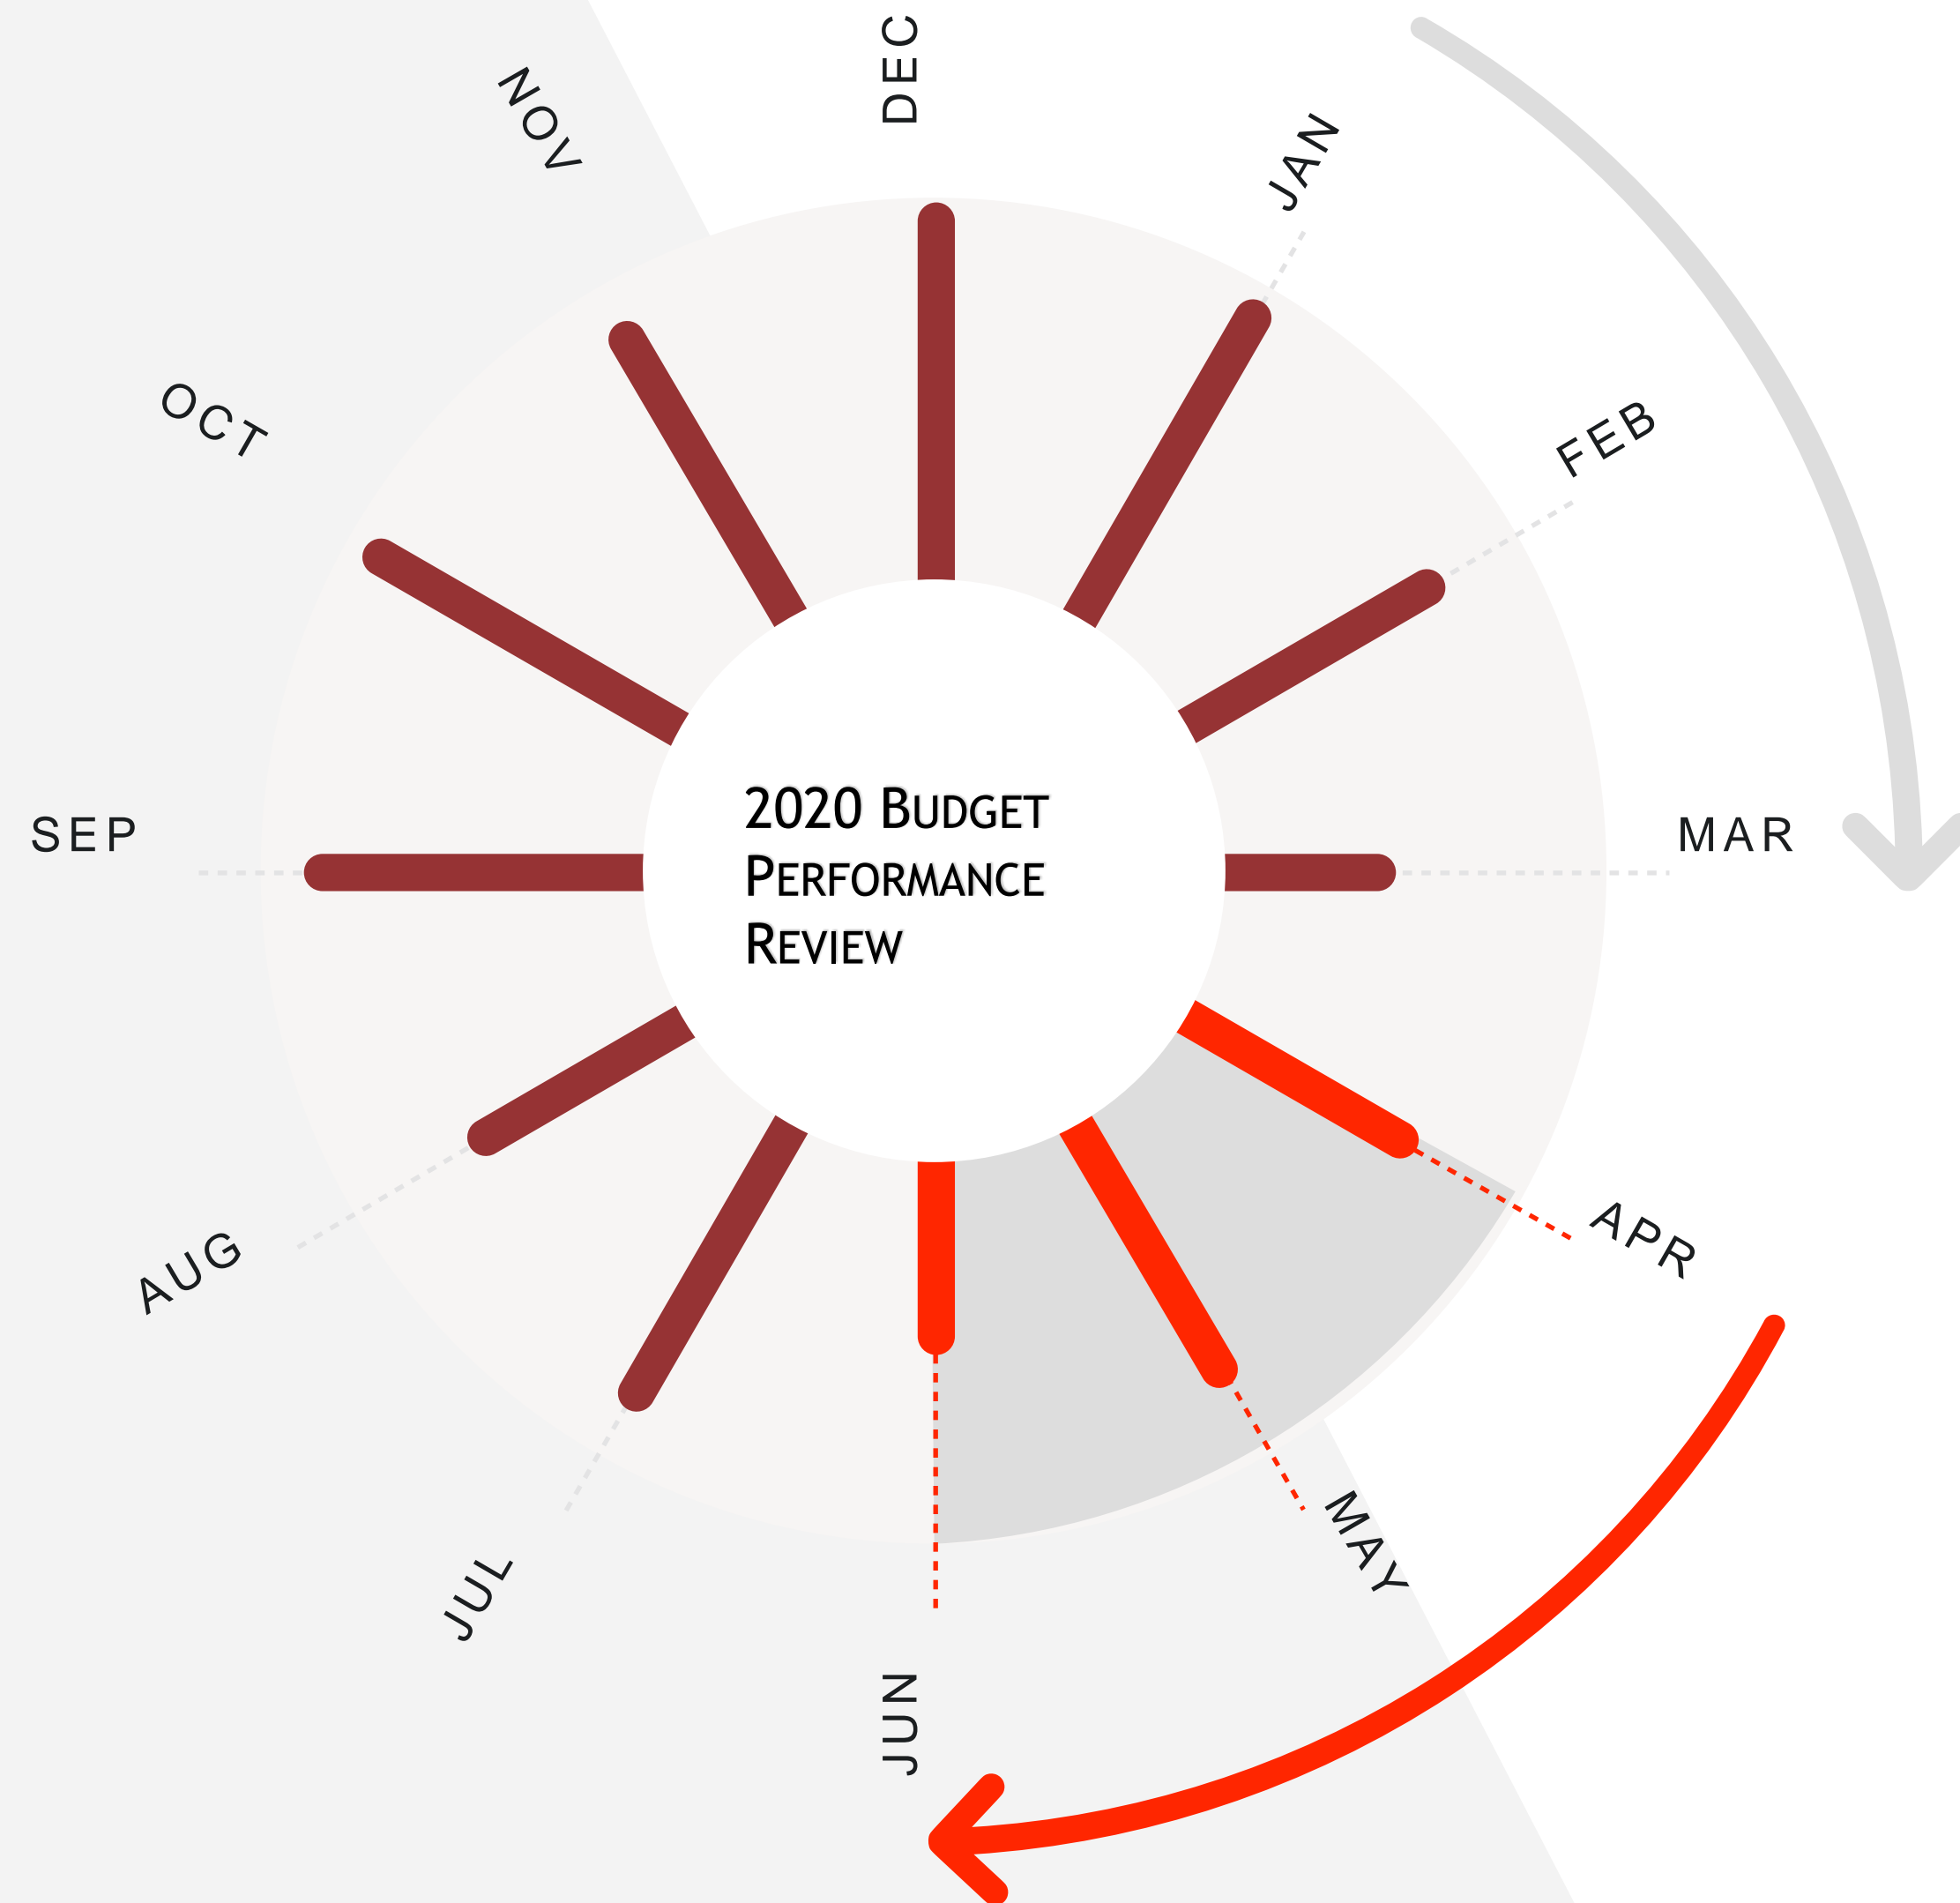 2020 Budget
Performance
Review
DEC
JAN
FEB
MAR
APR
MAY
JUN
JUL
AUG
SEP
OCT
NOV